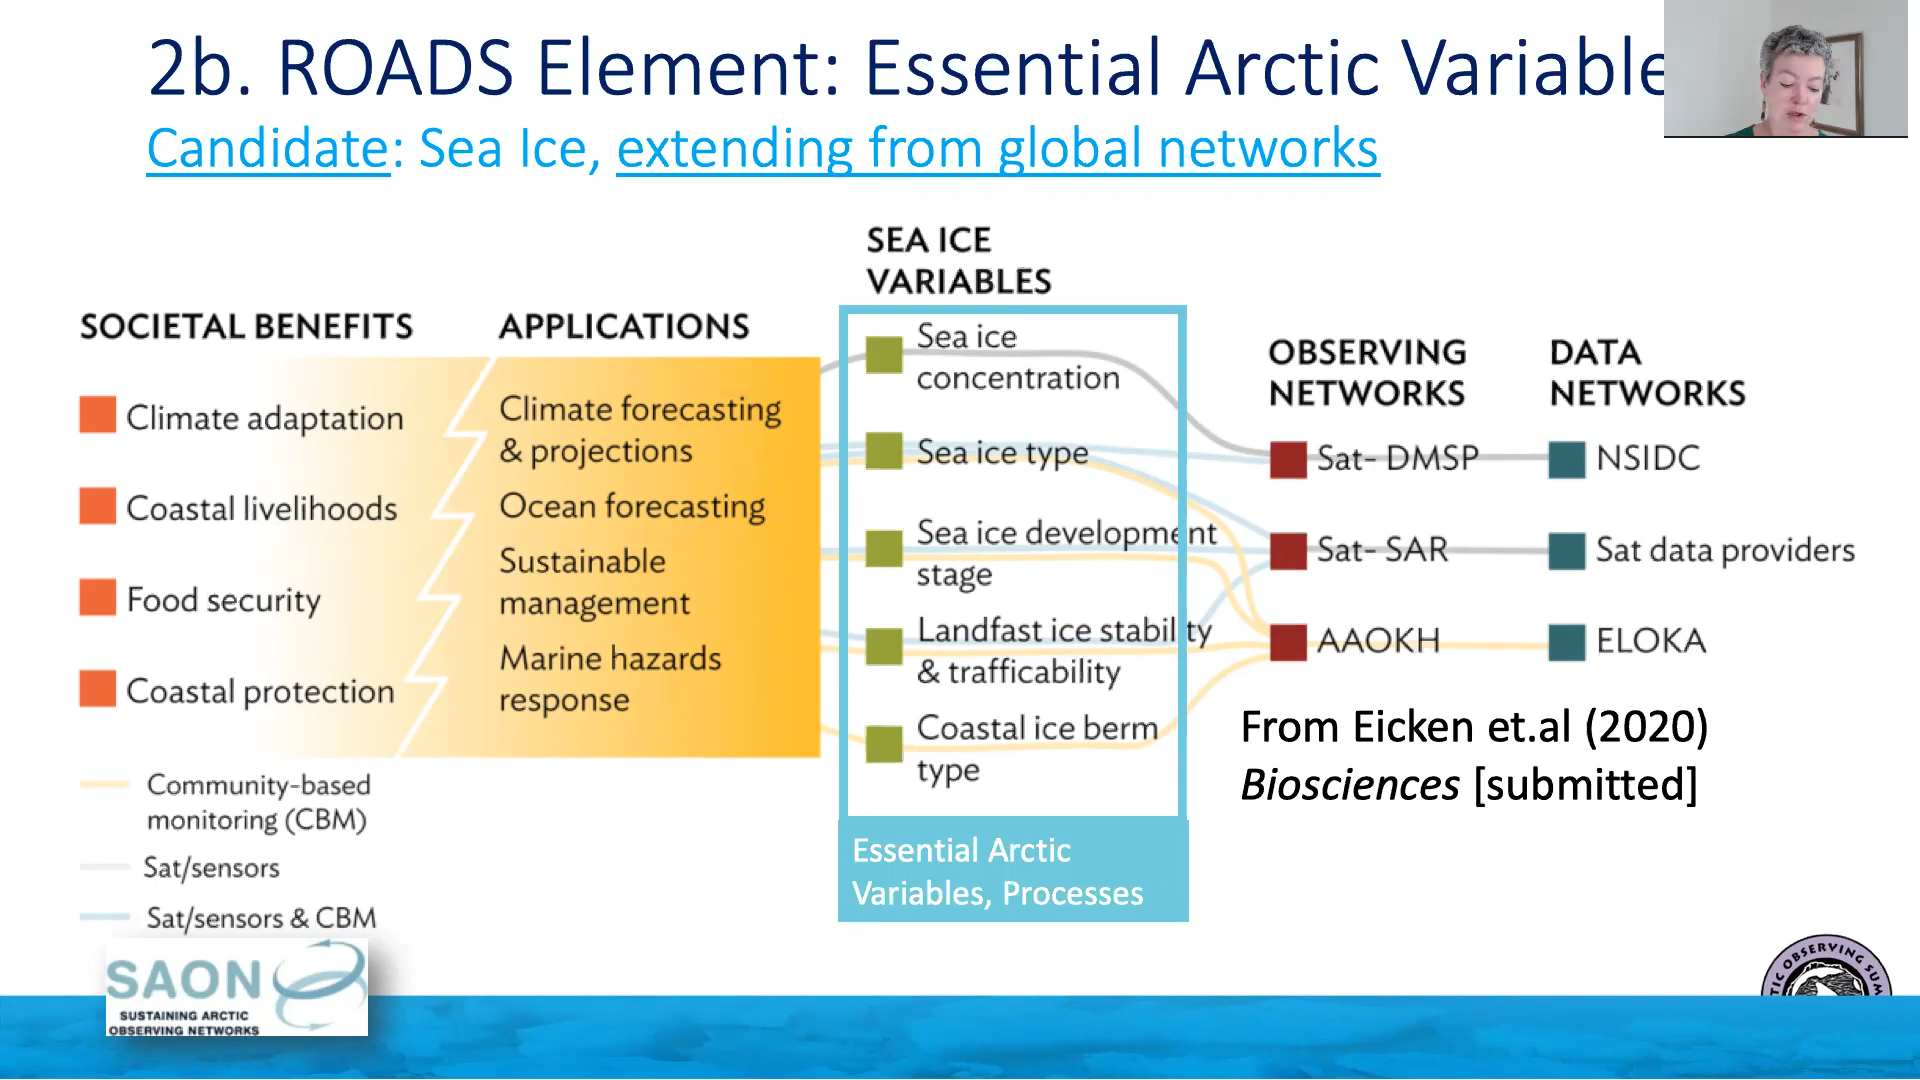 2b. ROADS Element: Essential Arctic Variable
Candidate: Sea Ice, extending from global networks
SOCIETAL BENEFITS
Climate adaptation
Coastal livelihoods
Food security
Coastal protection
APPLICATIONS
Climate forecasting
& projections
Ocean forecasting
Sustainable
management
Marine hazards
response
SEA ICE
VARIABLES
Sea ice
concentration
Sea ice type
Sea ice development
stage
Landfast ice stability
& trafficability
Coastal ice berm
type
Essential Arctic
Variables, Processes
OBSERVING
NETWORKS
Sat- DMSP
Sat- SAR
AAOKH
DATA
NETWORKS
NSIDC
Sat data providers
ELOKA
From Eicken et.al (2020)
Biosciences [submitted]
Community-based
monitoring (CBM)
Sat/sensors
Sat/sensors & CBM
SAON
SUSTAINING ARCTIC
OBSERVING NETWORKS
TIC OBSERVING SUM